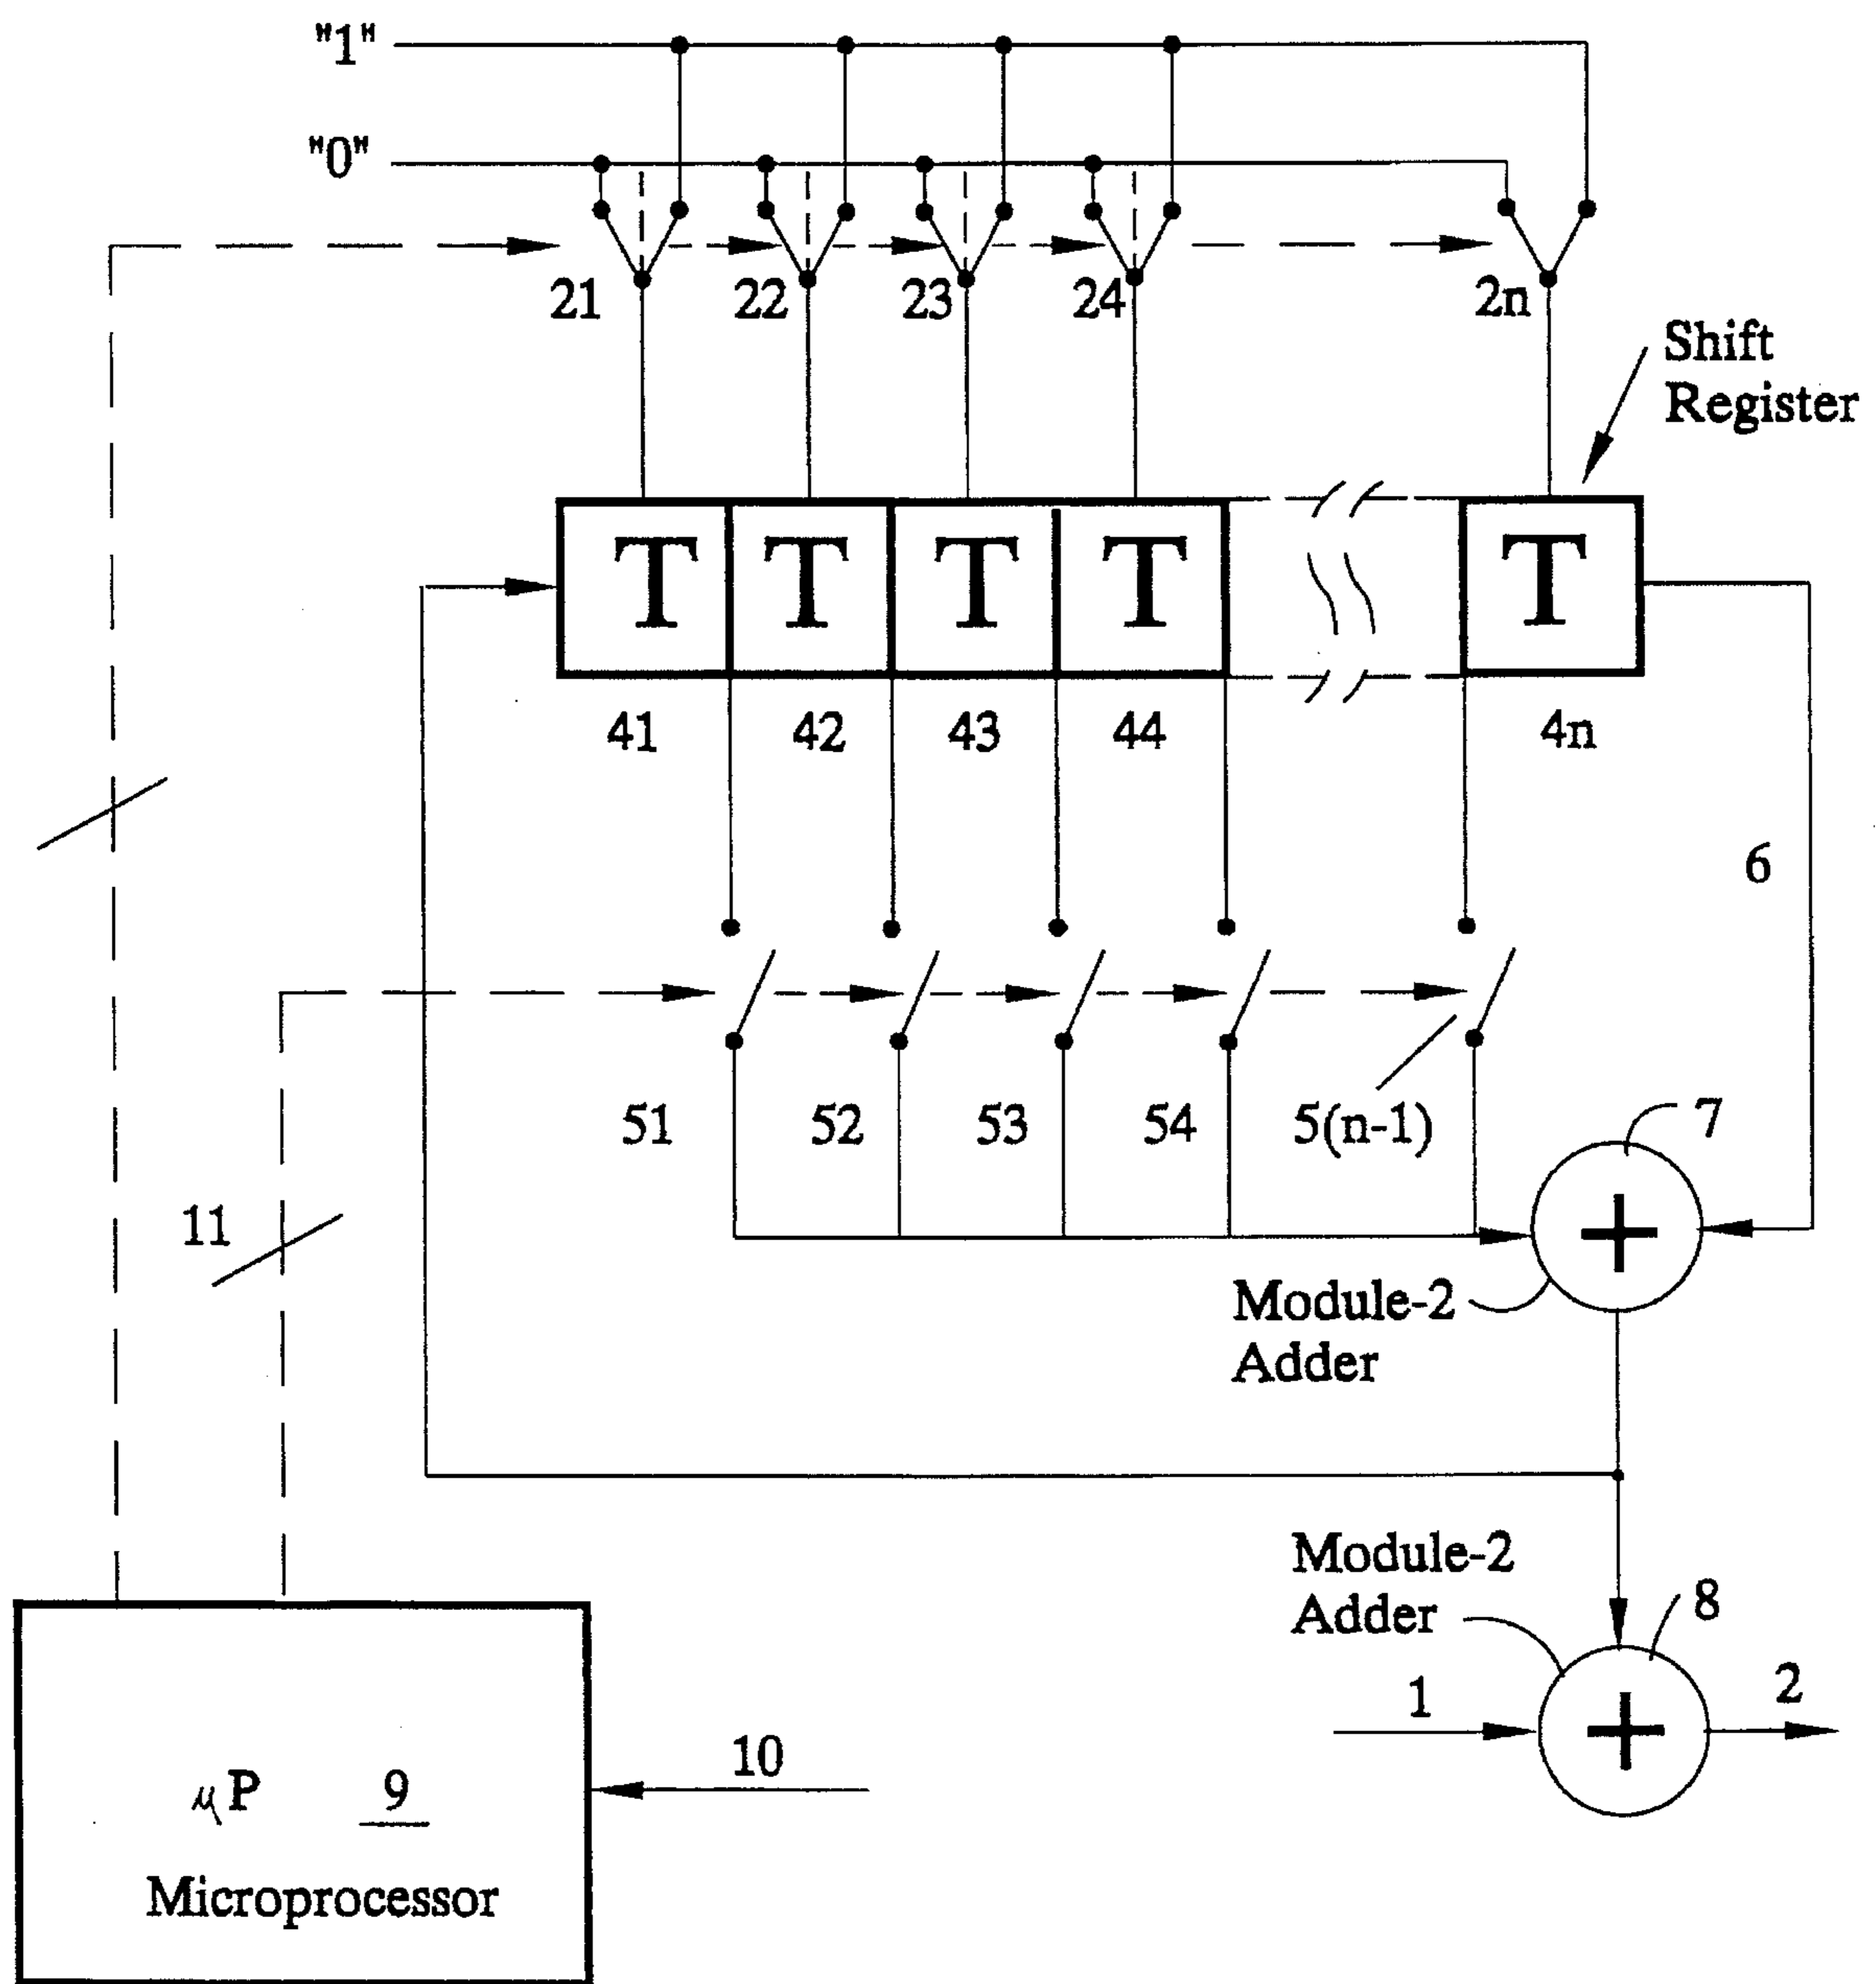 "1"
"0"
21
22
23
24
2n
Shift
Register
T
T
T
T
T
41
42
43
44
4n
6
51
52
53
54
5(n-1)
7
11
Module-2
Adder
Module-2
Adder
8
1
2
10
μP 9
Microprocessor